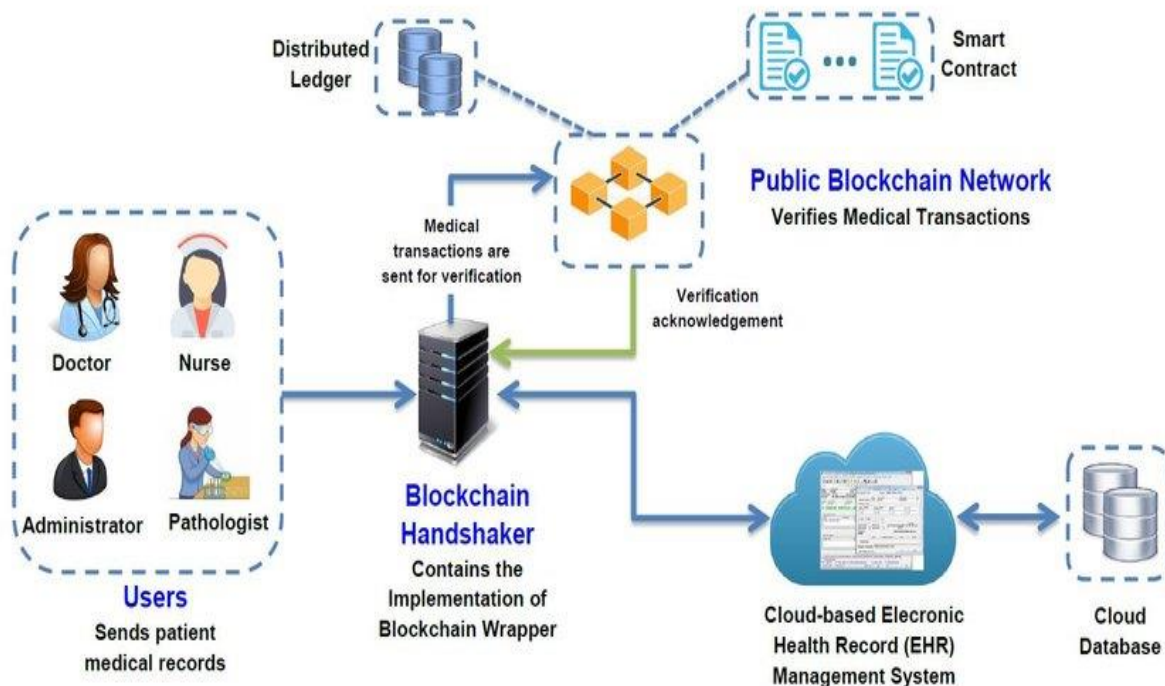 Distributed
Ledger
Smart
Contract
Public Blockchain Network
Verifies Medical Transactions
Medical
transactions are
sent for verification
Verification
acknowledgement
Doctor
Nurse
Administrator
Pathologist
Users
Sends patient
medical records
Blockchain
Handshaker
Contains the
Implementation of
Blockchain Wrapper
Cloud-based Elecronic
Health Record (EHR)
Management System
Cloud
Database